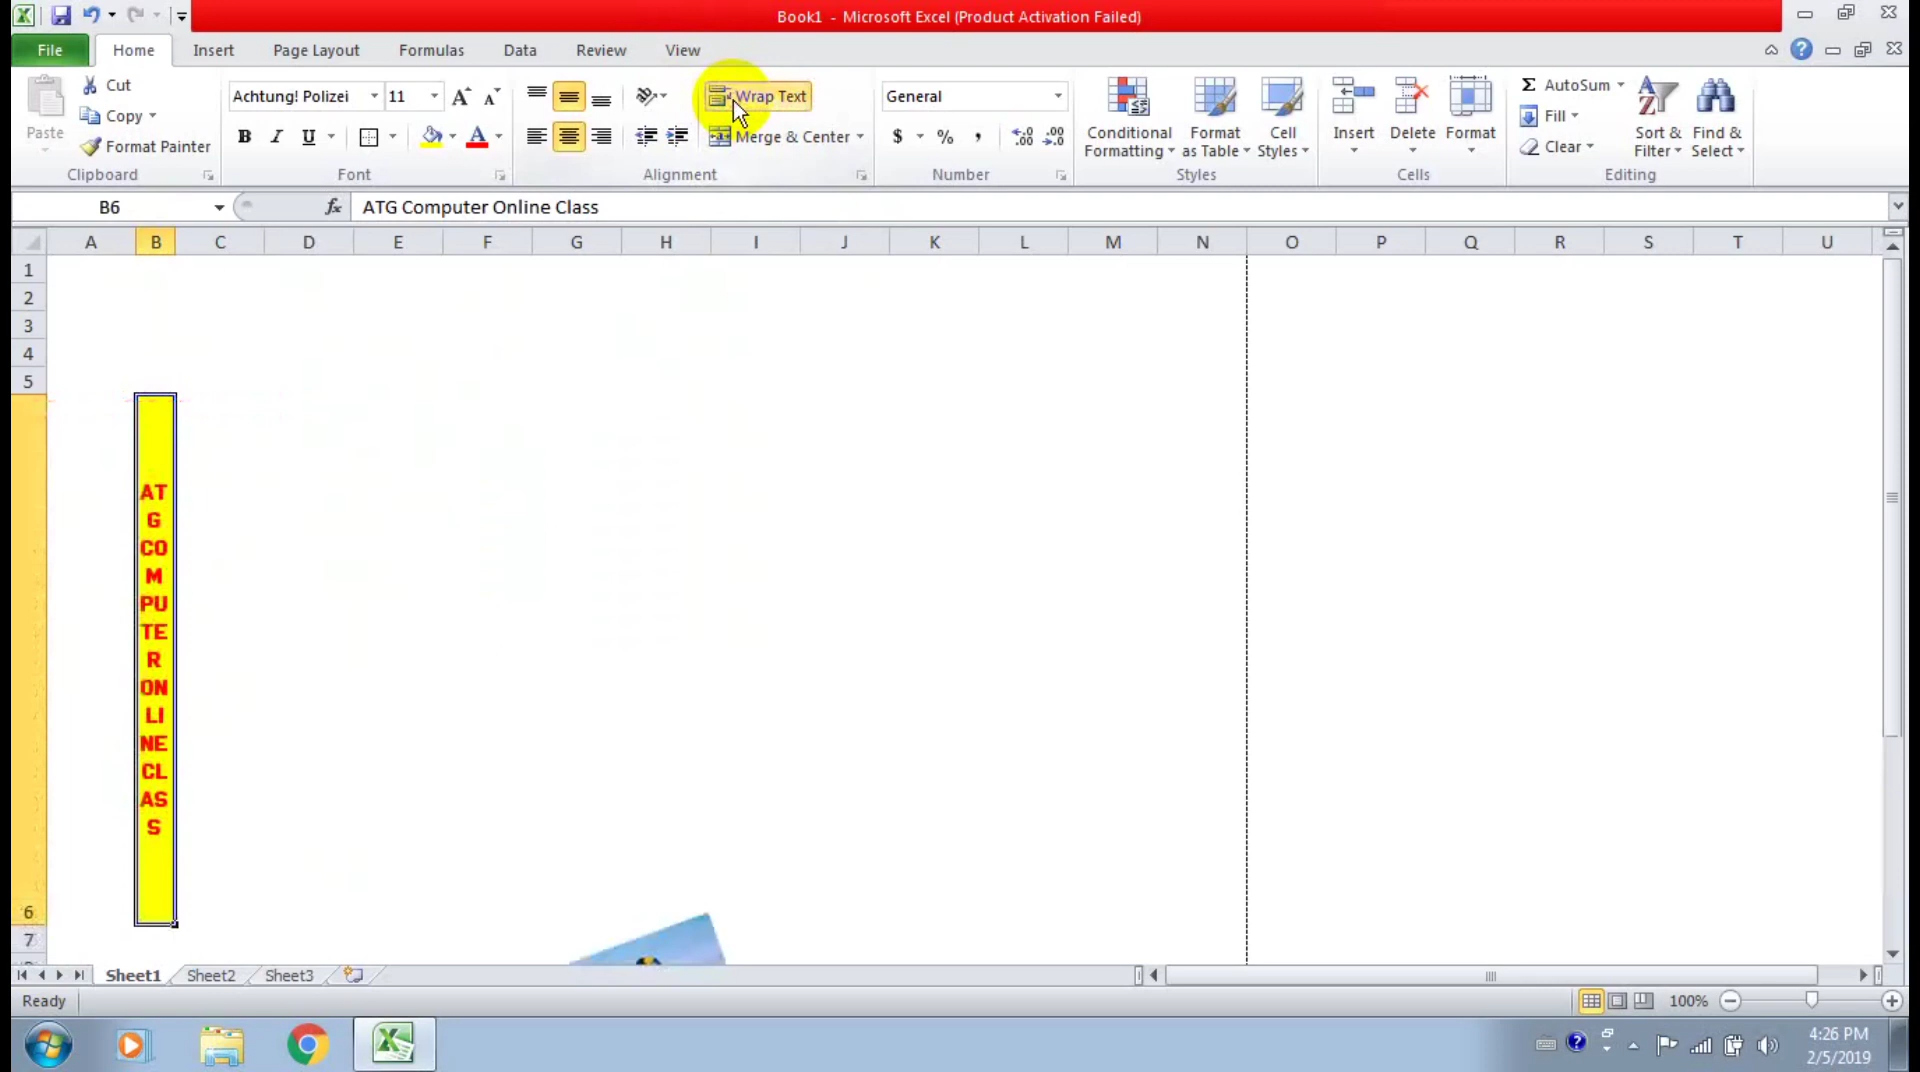 Book1 - Microsoft Excel (Product Activation Failed)
File Home Insert Page Layout Formulas Data Review View
Cut
Copy
Format Painter
Paste
Clipboard
Achtung! Polizei 11
B I U
Font
Wrap Text
Merge & Center
Alignment
General
$ % ,
Number
Conditional Formatting
Format as Table
Cell Styles
Styles
Insert Delete Format
Cells
Σ AutoSum
Fill
Clear
Sort & Filter
Find & Select
Editing
B6 fx ATG Computer Online Class
A B C D E F G H I J K L M N O P Q R S T U
1
2
3
4
5
AT
G
CO
M
PU
TE
R
ON
LI
NE
CL
AS
S
6
7
Sheet1 Sheet2 Sheet3
Ready
100%
4:26 PM
2/5/2019